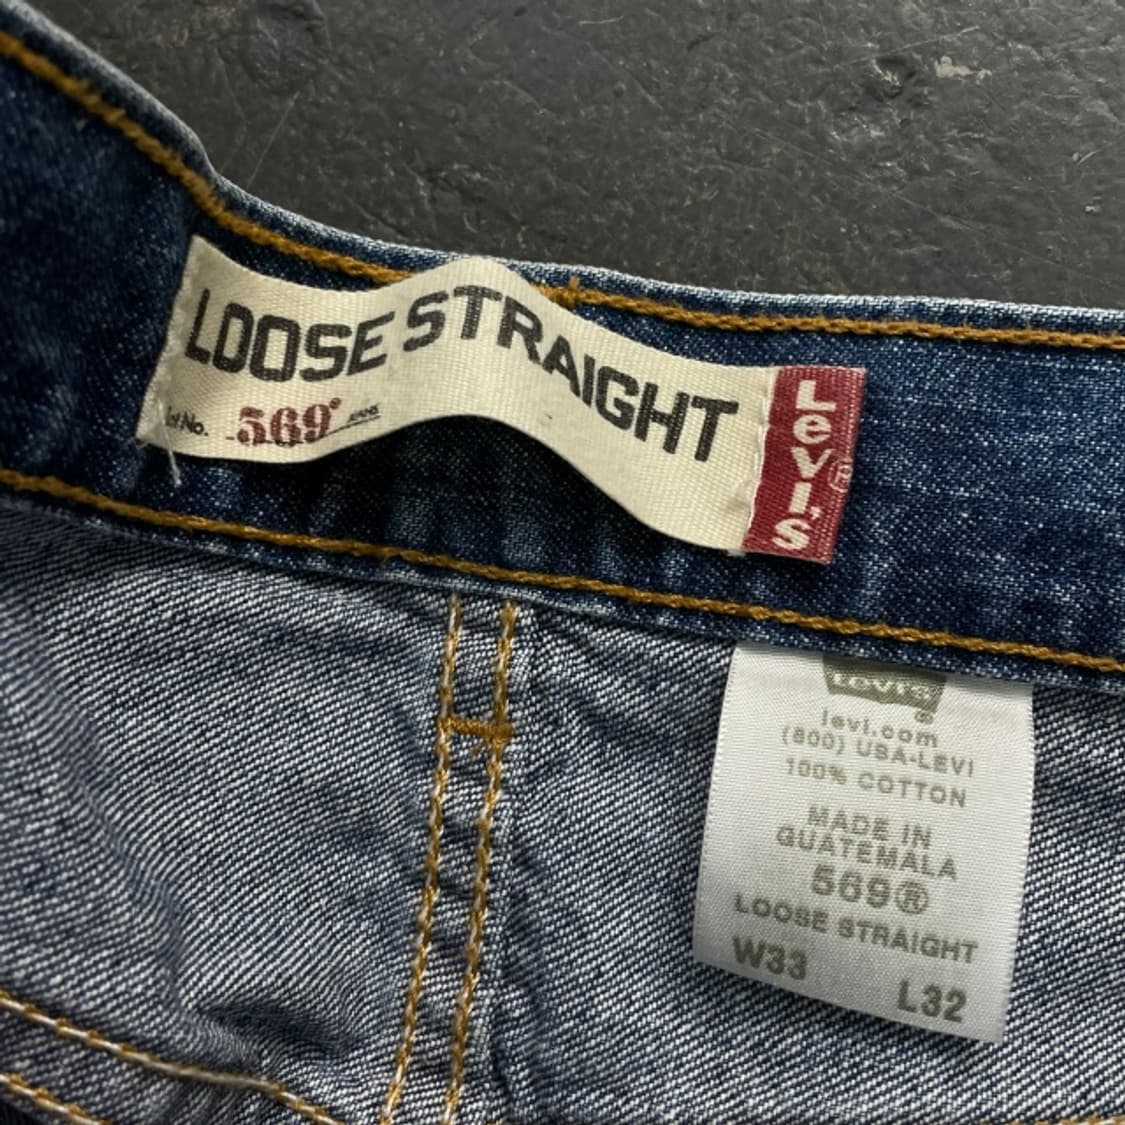 LOOSE STRAIGHT
Lot No. 569® JEANS
Levi's®
Levi's®
levi.com
(800) USA-LEVI
100% COTTON
MADE IN
GUATEMALA
569®
LOOSE STRAIGHT
W33
L32